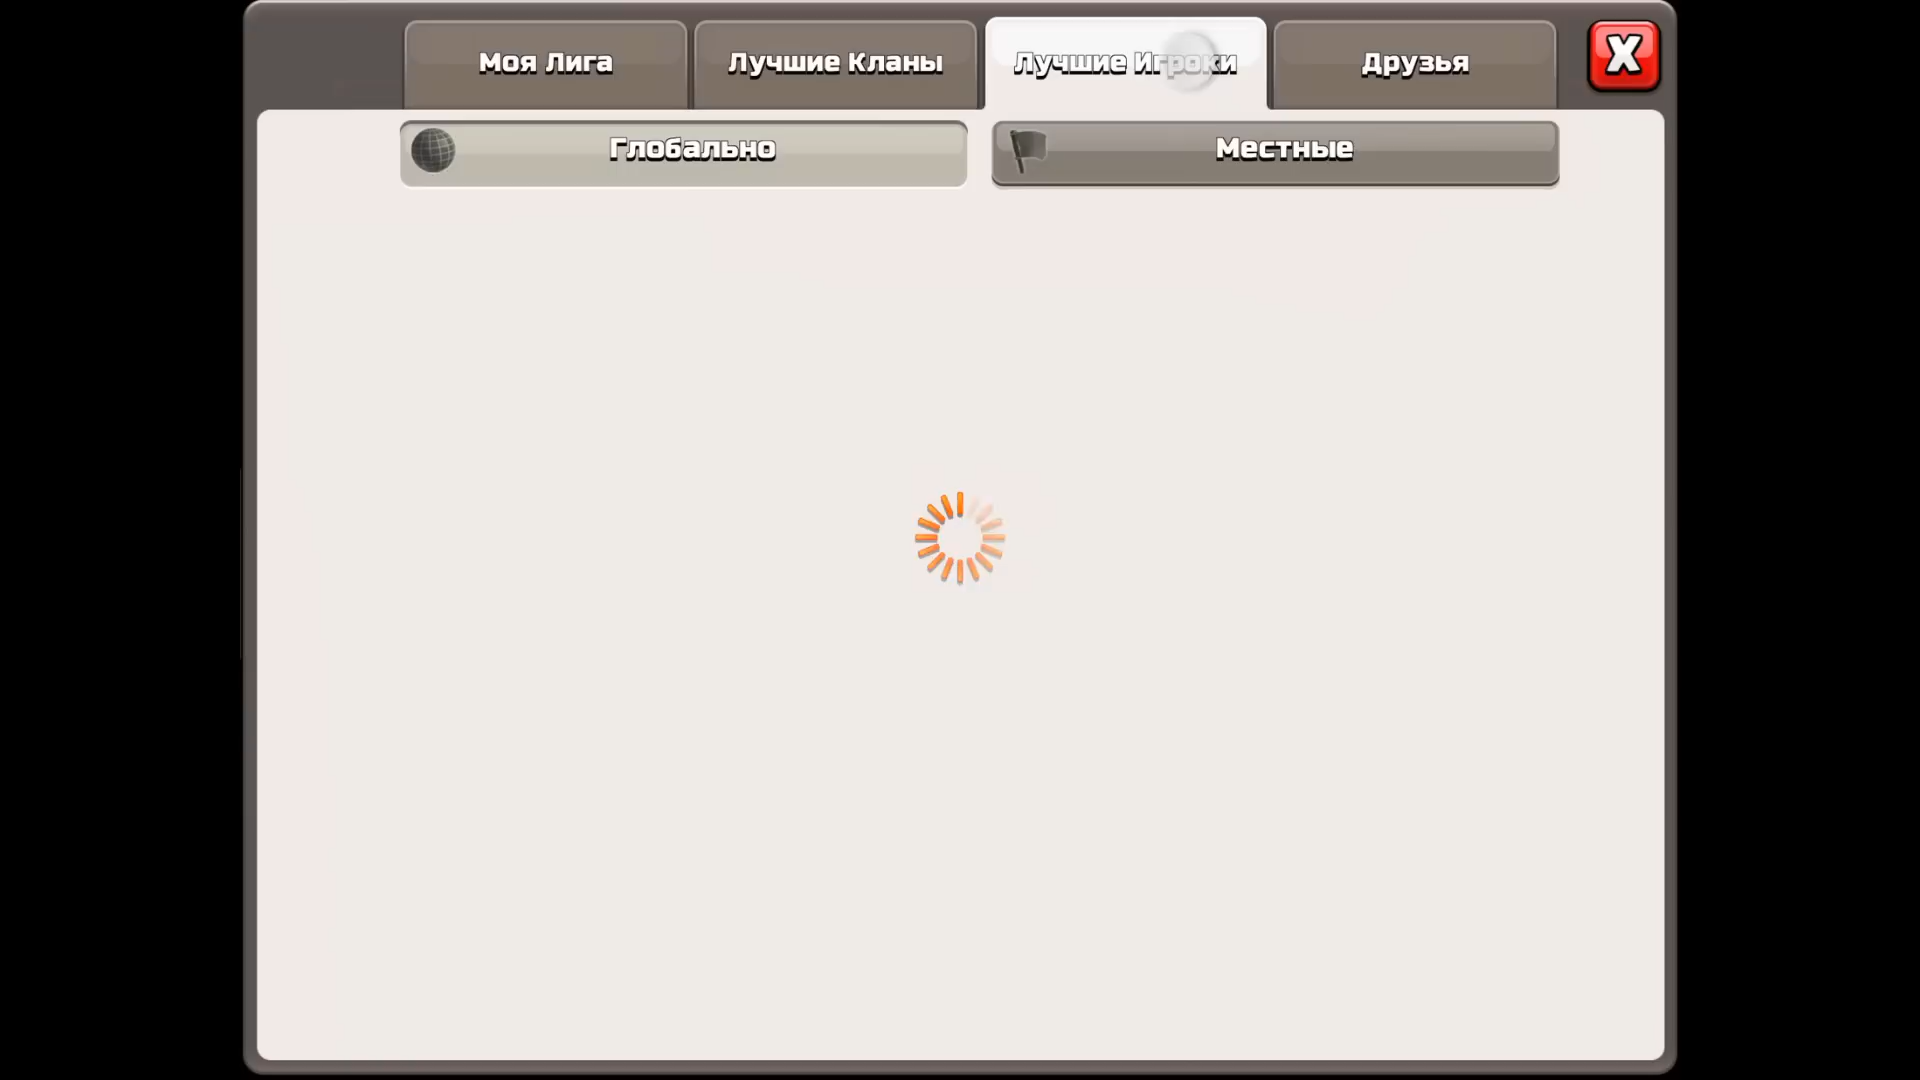 Моя Лига
Лучшие Кланы
Лучшие Игроки
Друзья
X
Глобально
Местные